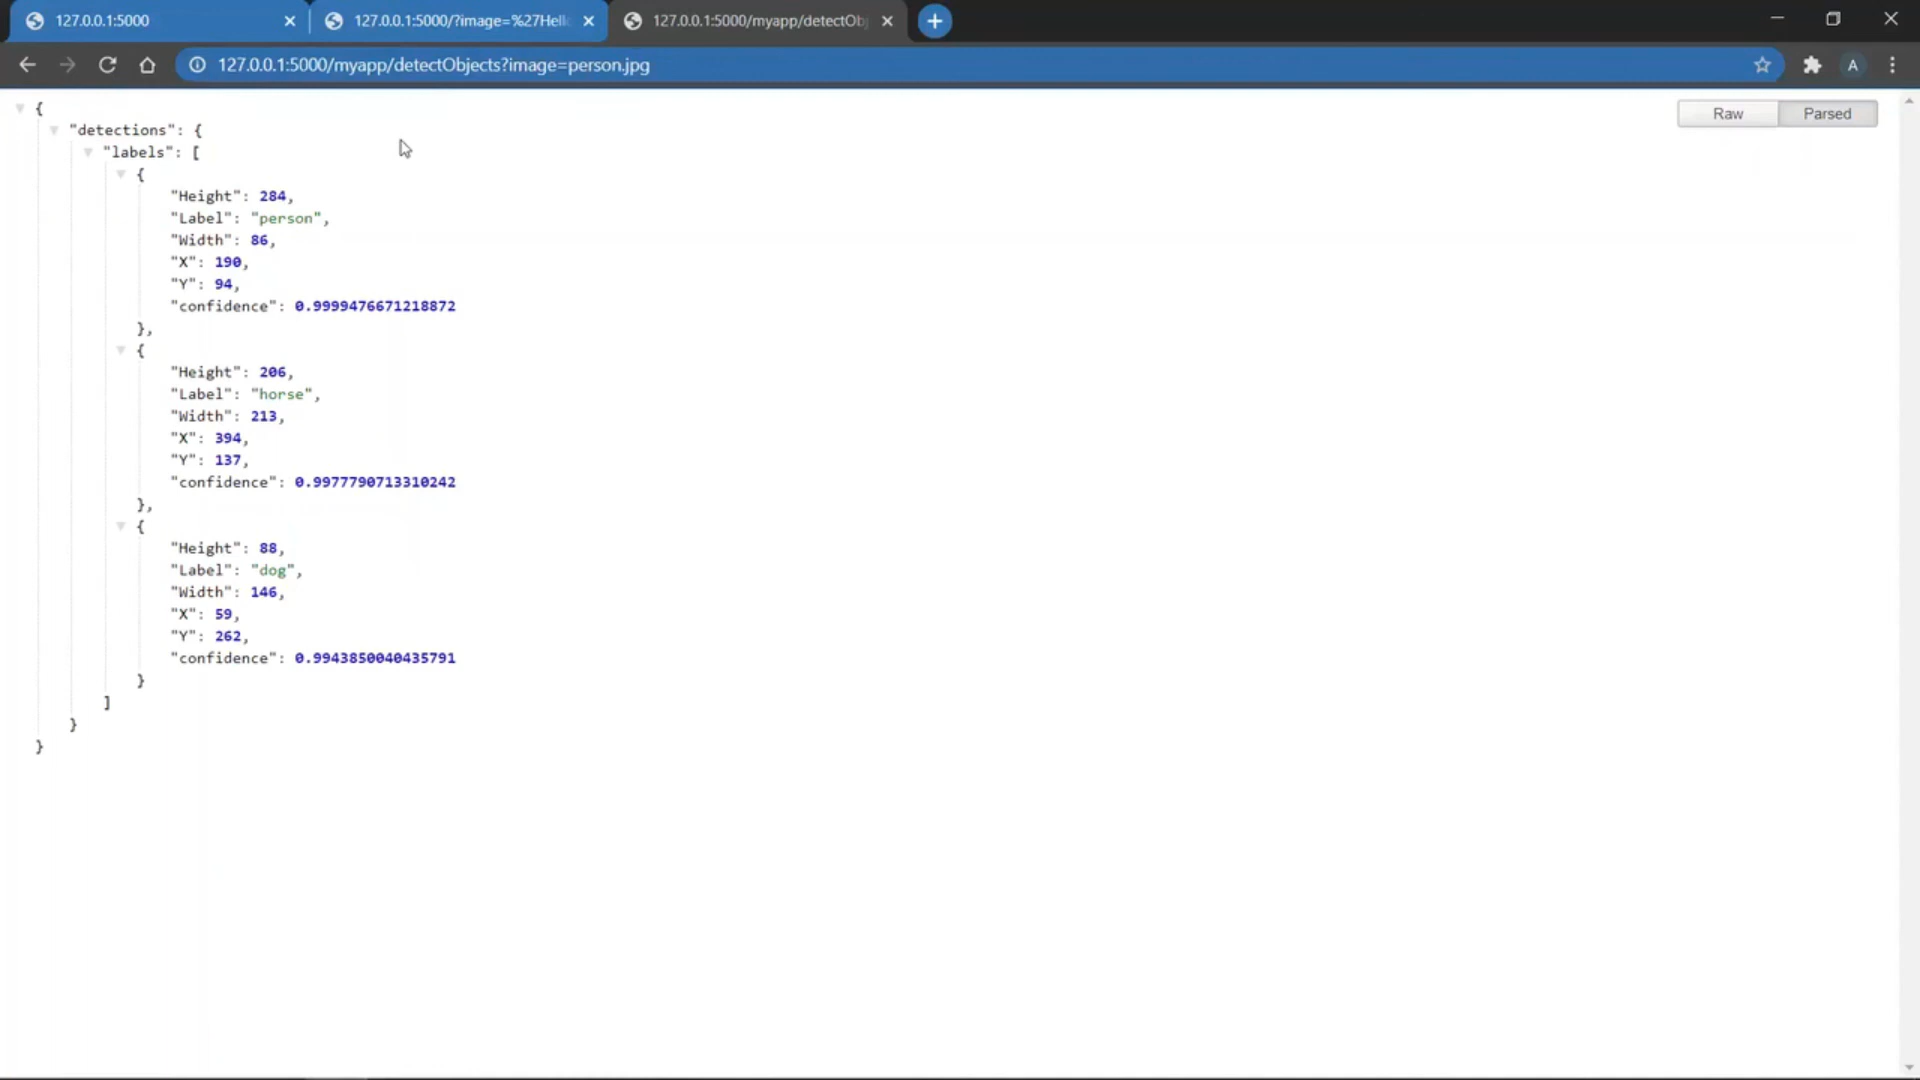 127.0.0.1:5000
127.0.0.1:5000/?image=%27Hell
127.0.0.1:5000/myapp/detectOb
127.0.0.1:5000/myapp/detectObjects?image=person.jpg
A
Raw
Parsed
{
"detections": {
"labels": [
{
"Height": 284,
"Label": "person",
"Width": 86,
"X": 190,
"Y": 94,
"confidence": 0.9999476671218872
},
{
"Height": 206,
"Label": "horse",
"Width": 213,
"X": 394,
"Y": 137,
"confidence": 0.9977790713310242
},
{
"Height": 88,
"Label": "dog",
"Width": 146,
"X": 59,
"Y": 262,
"confidence": 0.9943850040435791
}
]
}
}